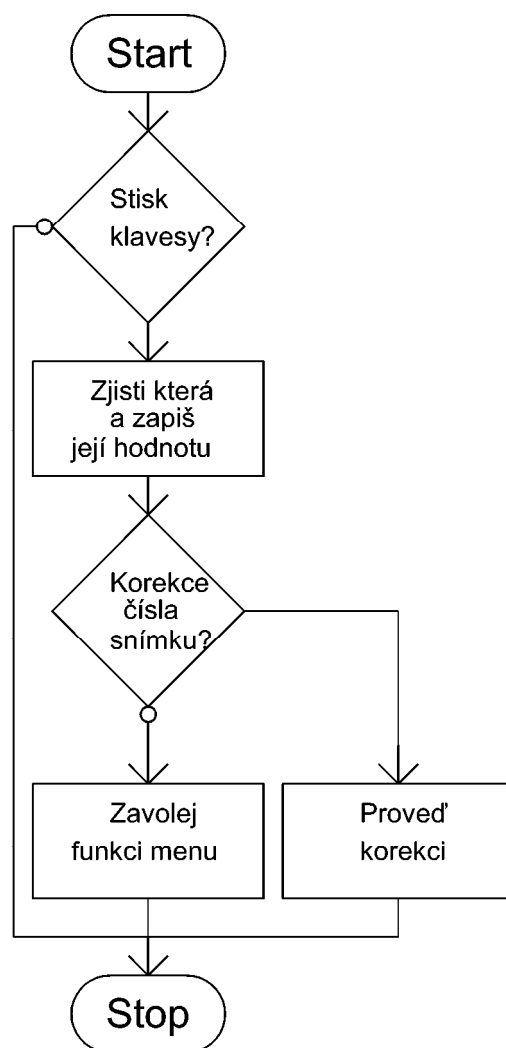 Start
Stisk
klavesy?
Zjisti která
a zapiš
její hodnotu
Korekce
čísla
snímku?
Zavolej
funkci menu
Proveď
korekci
Stop